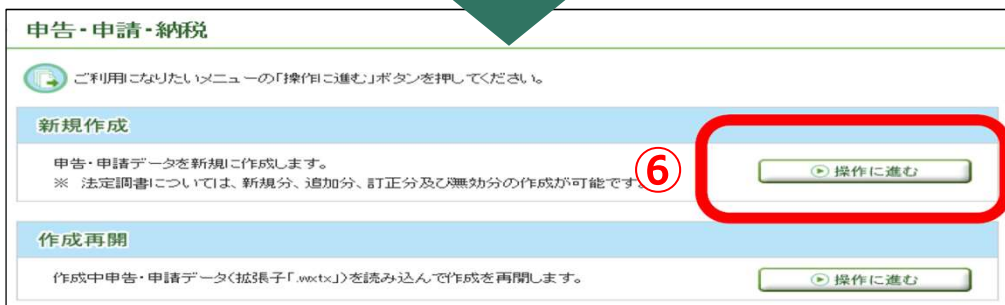 申告・申請・納税
ご利用になりたいメニューの「操作に進む」ボタンを押してください。
新規作成
申告・申請データを新規に作成します。
※ 法定調書については、新規分、追加分、訂正分及び無効分の作成が可能です。
⑥
操作に進む
作成再開
作成中申告・申請データ(拡張子「.wxtx」)を読み込んで作成を再開します。
操作に進む